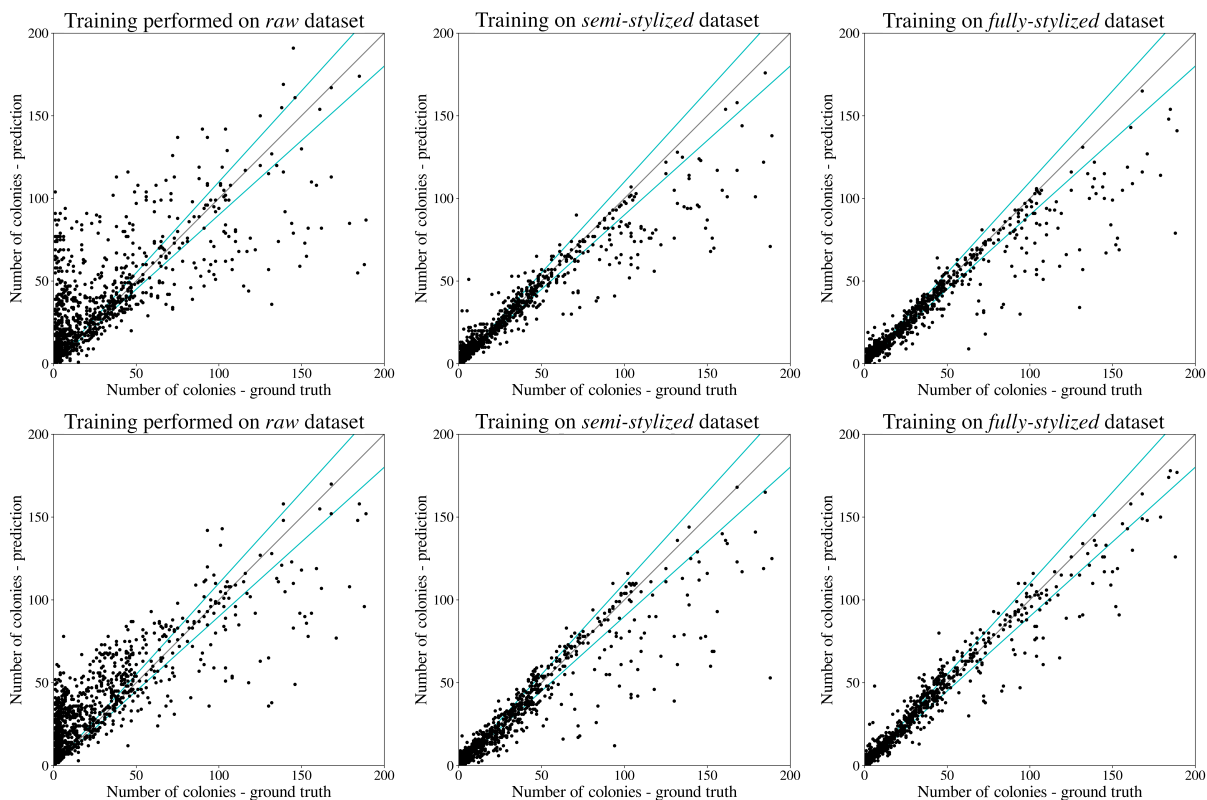 Training performed on raw dataset
Training on semi-stylized dataset
Training on fully-stylized dataset
200
150
100
50
0
Number of colonies - prediction
0 50 100 150 200
Number of colonies - ground truth
200
150
100
50
0
Number of colonies - prediction
0 50 100 150 200
Number of colonies - ground truth
200
150
100
50
0
Number of colonies - prediction
0 50 100 150 200
Number of colonies - ground truth
Training performed on raw dataset
Training on semi-stylized dataset
Training on fully-stylized dataset
200
150
100
50
0
Number of colonies - prediction
0 50 100 150 200
Number of colonies - ground truth
200
150
100
50
0
Number of colonies - prediction
0 50 100 150 200
Number of colonies - ground truth
200
150
100
50
0
Number of colonies - prediction
0 50 100 150 200
Number of colonies - ground truth